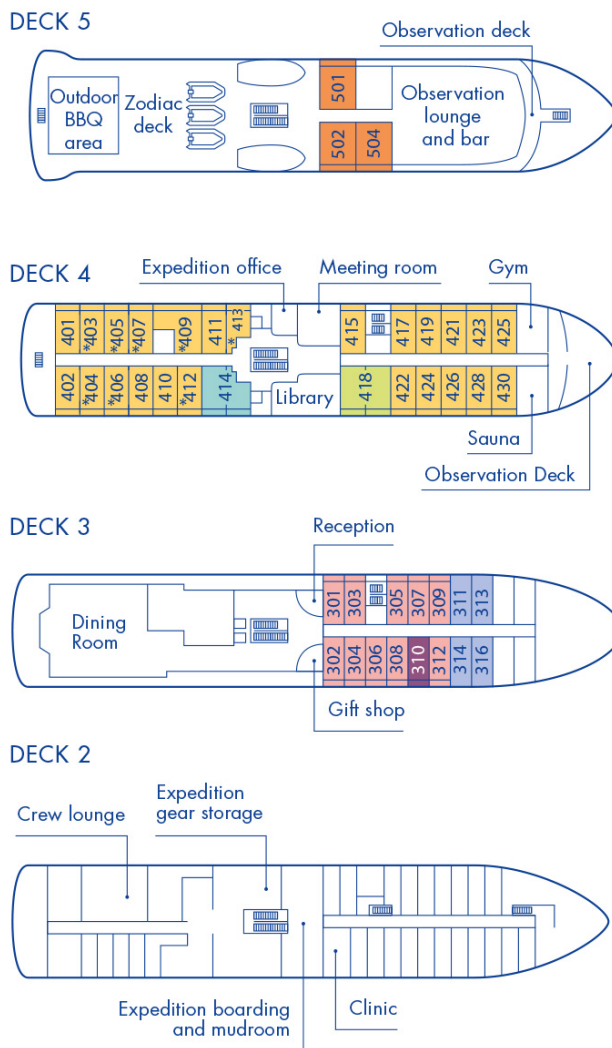 DECK 5
Observation deck
Outdoor
BBQ
area
Zodiac
deck
501
502
504
Observation
lounge
and bar
DECK 4
Expedition office
Meeting room
Gym
401
*403
*405
*407
*409
411
*413
415
417
419
421
423
425
402
*404
*406
408
410
*412
414
Library
418
422
424
426
428
430
Sauna
Observation Deck
DECK 3
Reception
Dining
Room
301
303
305
307
309
311
313
302
304
306
308
310
312
314
316
Gift shop
DECK 2
Crew lounge
Expedition
gear storage
Expedition boarding
and mudroom
Clinic